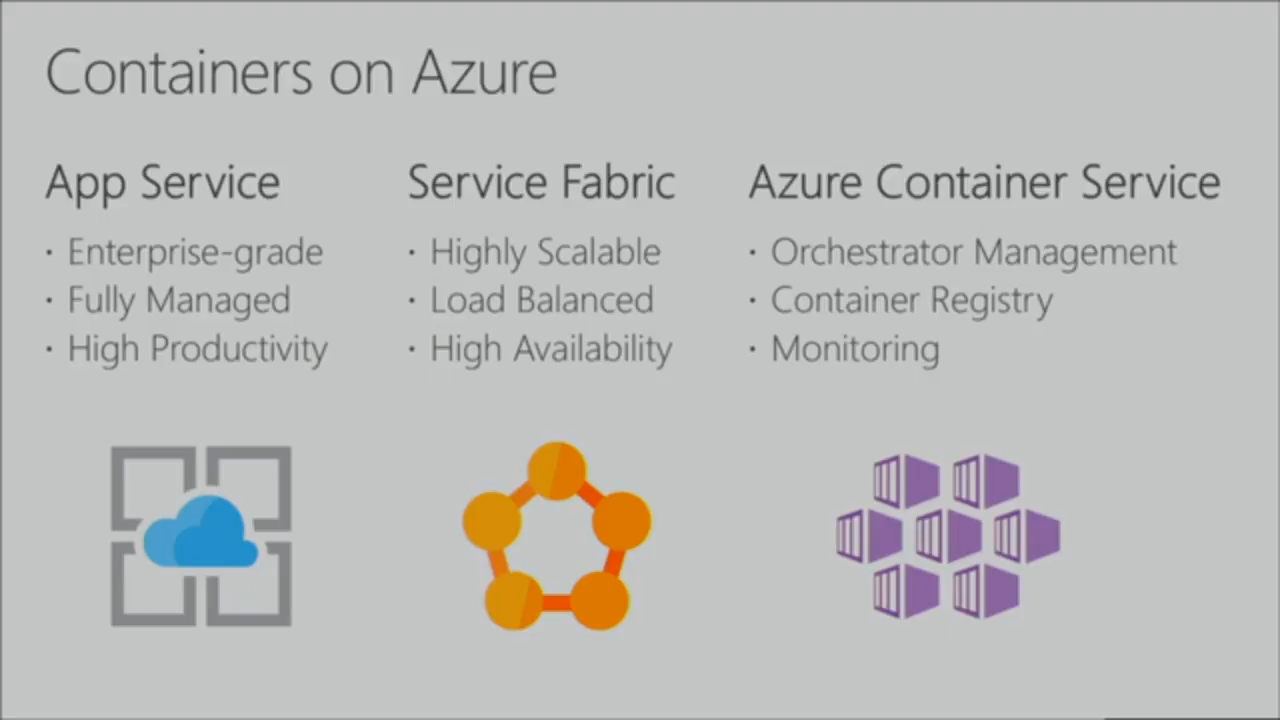 Containers on Azure
App Service
· Enterprise-grade
· Fully Managed
· High Productivity
Service Fabric
· Highly Scalable
· Load Balanced
· High Availability
Azure Container Service
· Orchestrator Management
· Container Registry
· Monitoring